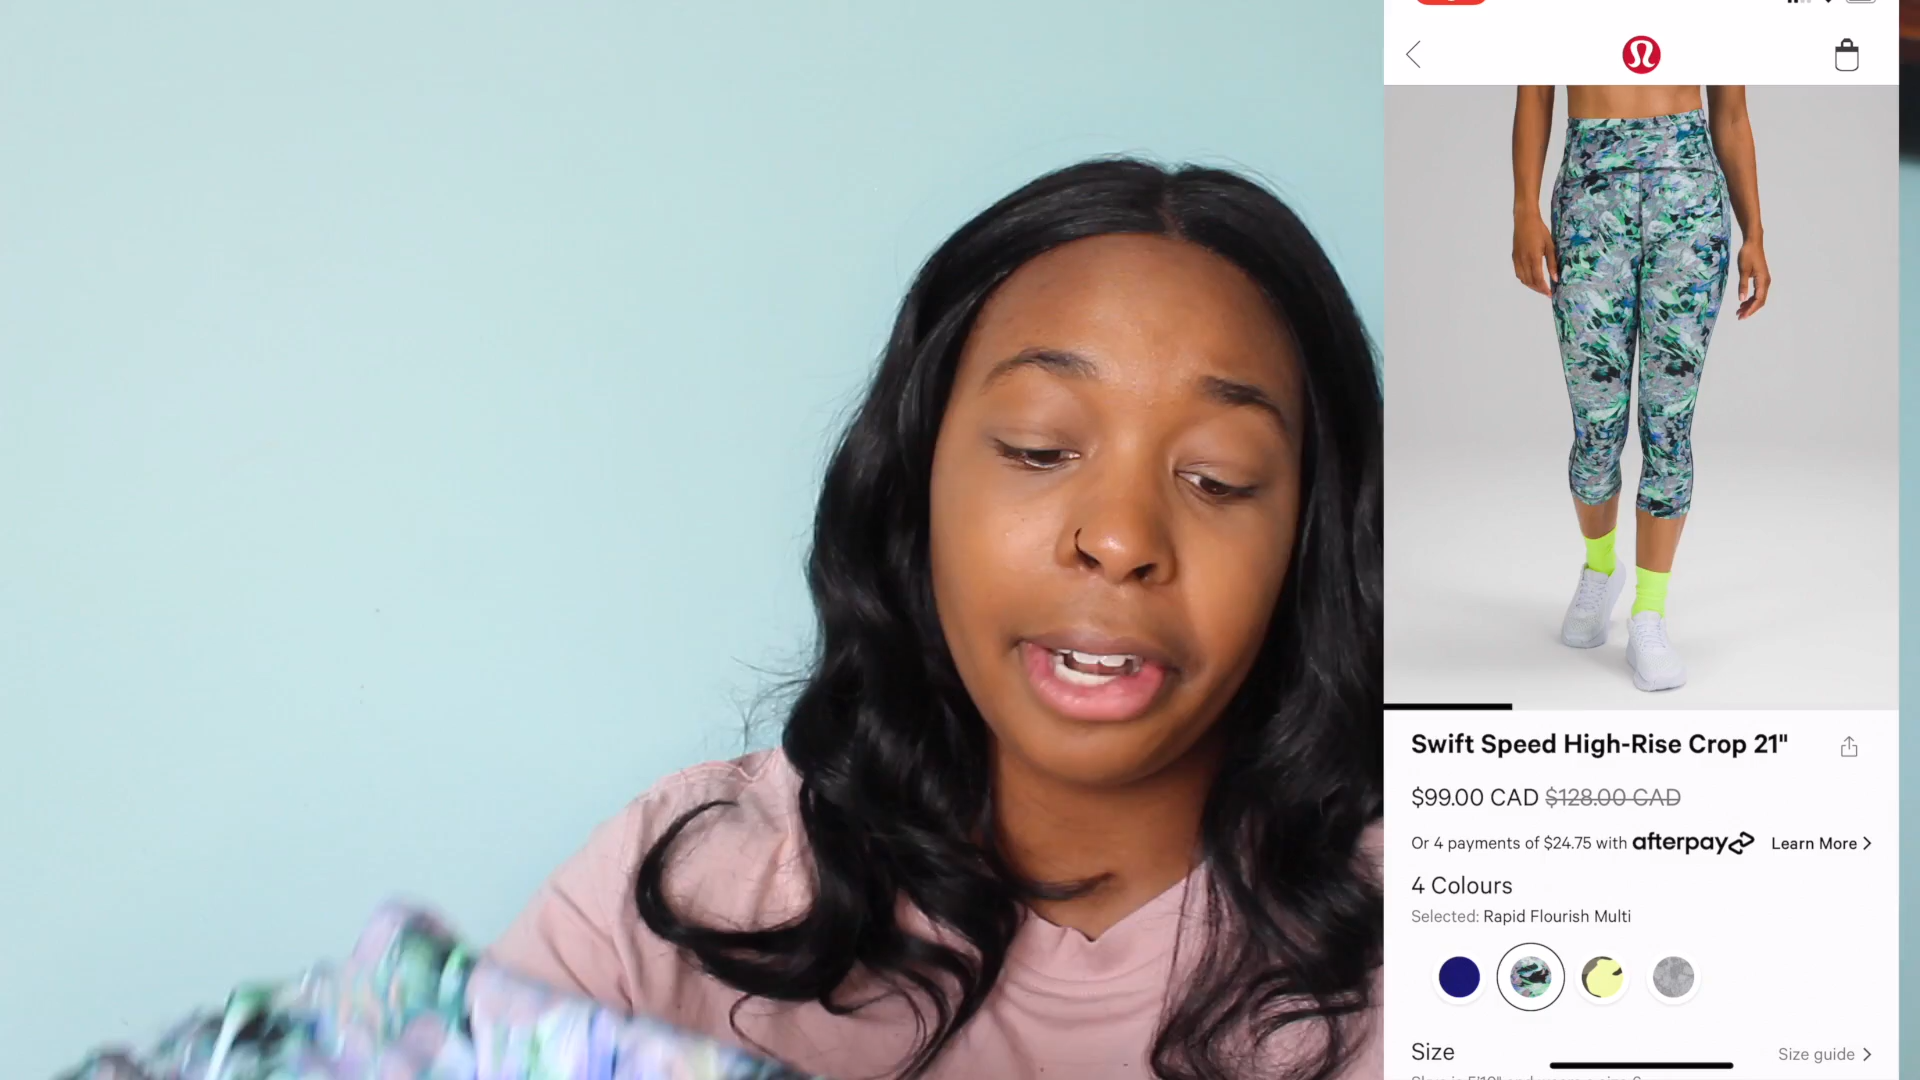 Swift Speed High-Rise Crop 21"
$99.00 CAD $128.00 CAD
Or 4 payments of $24.75 with afterpay Learn More
4 Colours
Selected: Rapid Flourish Multi
Size Size guide